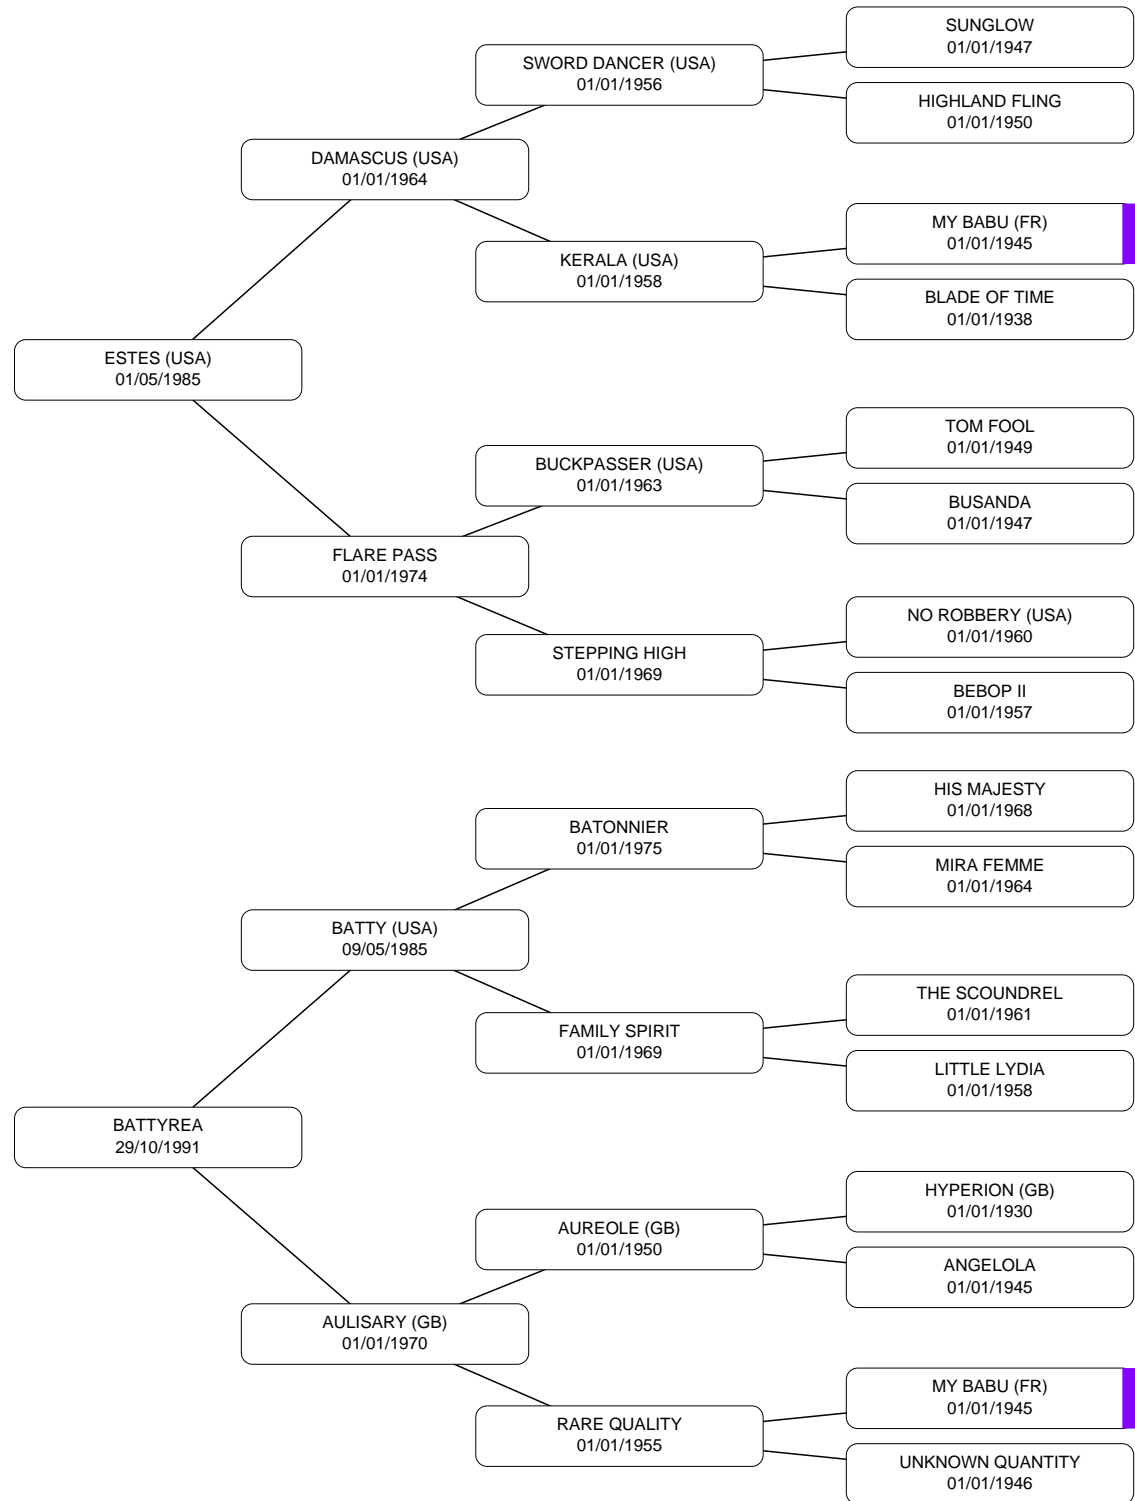 SUNGLOW
01/01/1947
SWORD DANCER (USA)
01/01/1956
HIGHLAND FLING
01/01/1950
DAMASCUS (USA)
01/01/1964
MY BABU (FR)
01/01/1945
KERALA (USA)
01/01/1958
BLADE OF TIME
01/01/1938
ESTES (USA)
01/05/1985
TOM FOOL
01/01/1949
BUCKPASSER (USA)
01/01/1963
BUSANDA
01/01/1947
FLARE PASS
01/01/1974
NO ROBBERY (USA)
01/01/1960
STEPPING HIGH
01/01/1969
BEBOP II
01/01/1957
HIS MAJESTY
01/01/1968
BATONNIER
01/01/1975
MIRA FEMME
01/01/1964
BATTY (USA)
09/05/1985
THE SCOUNDREL
01/01/1961
FAMILY SPIRIT
01/01/1969
LITTLE LYDIA
01/01/1958
BATTYREA
29/10/1991
HYPERION (GB)
01/01/1930
AUREOLE (GB)
01/01/1950
ANGELOLA
01/01/1945
AULISARY (GB)
01/01/1970
MY BABU (FR)
01/01/1945
RARE QUALITY
01/01/1955
UNKNOWN QUANTITY
01/01/1946